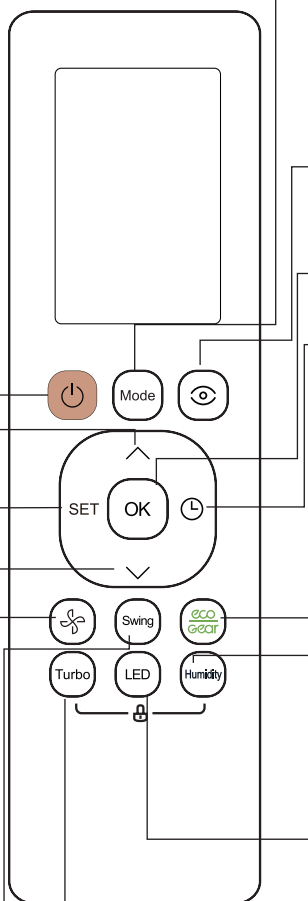 Mode
SET
OK
Swing
eco
Gear
Turbo
LED
Humidity